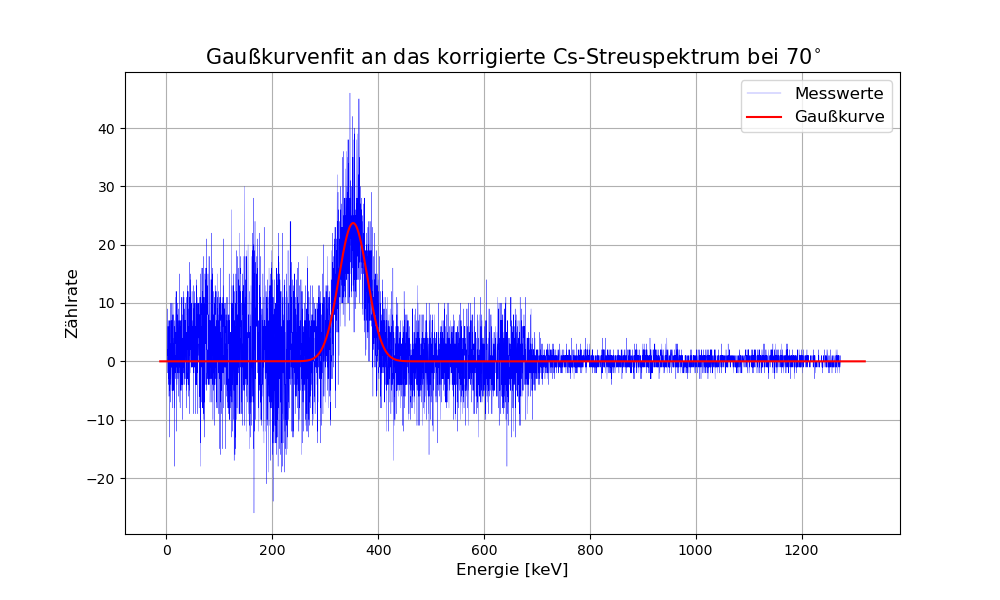 Gaußkurvenfit an das korrigierte Cs-Streuspektrum bei 70°
Messwerte
Gaußkurve
Zählrate
40
30
20
10
0
−10
−20
0 200 400 600 800 1000 1200
Energie [keV]